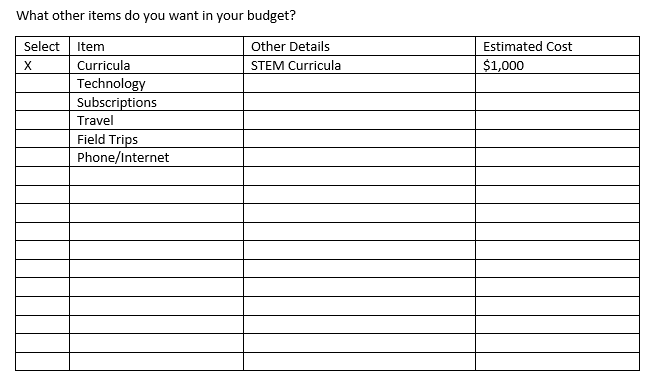 What other items do you want in your budget?
Select Item Other Details Estimated Cost
X Curricula STEM Curricula $1,000
Technology
Subscriptions
Travel
Field Trips
Phone/Internet